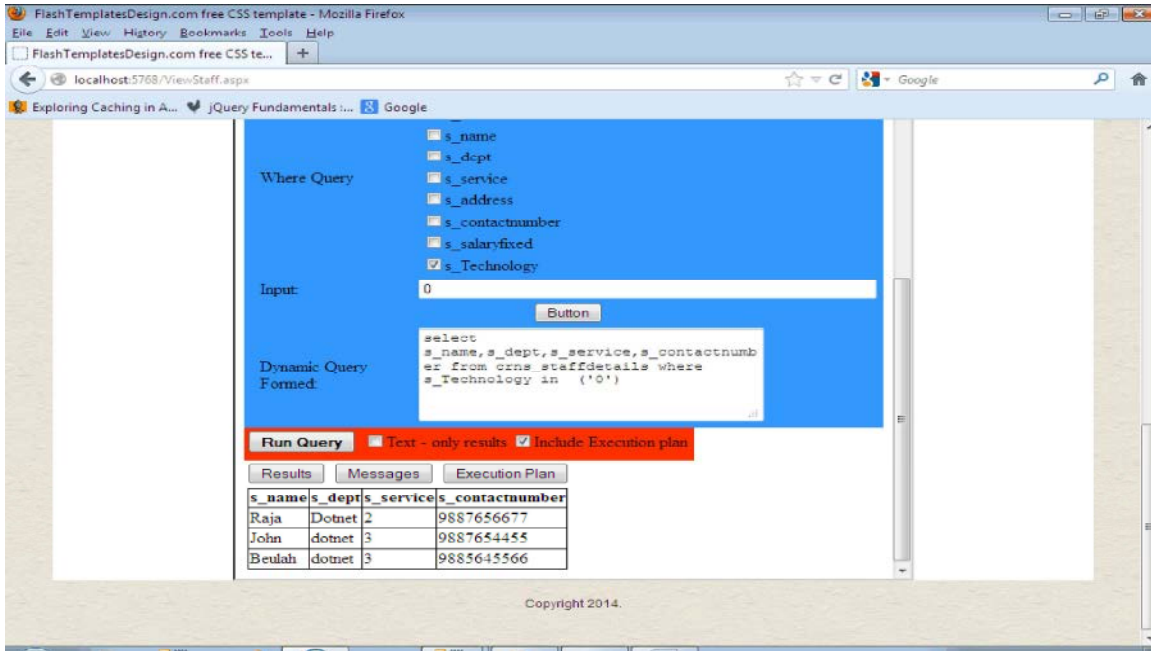 FlashTemplatesDesign.com free CSS template - Mozilla Firefox
File Edit View History Bookmarks Tools Help
FlashTemplatesDesign.com free CSS te... +
localhost:5768/ViewStaff.aspx
Google
Exploring Caching in A... jQuery Fundamentals :... Google
s_name
s_dept
Where Query
s_service
s_address
s_contactnumber
s_salaryfixed
s_Technology
Input:
0
Button
Dynamic Query
Formed:
select
s_name,s_dept,s_service,s_contactnumb
er from crns_staffdetails where
s_Technology in ('0')
Run Query Text - only results Include Execution plan
Results Messages Execution Plan
s_name s_dept s_service s_contactnumber
Raja Dotnet 2 9887656677
John dotnet 3 9887654455
Beulah dotnet 3 9885645566
Copyright 2014.